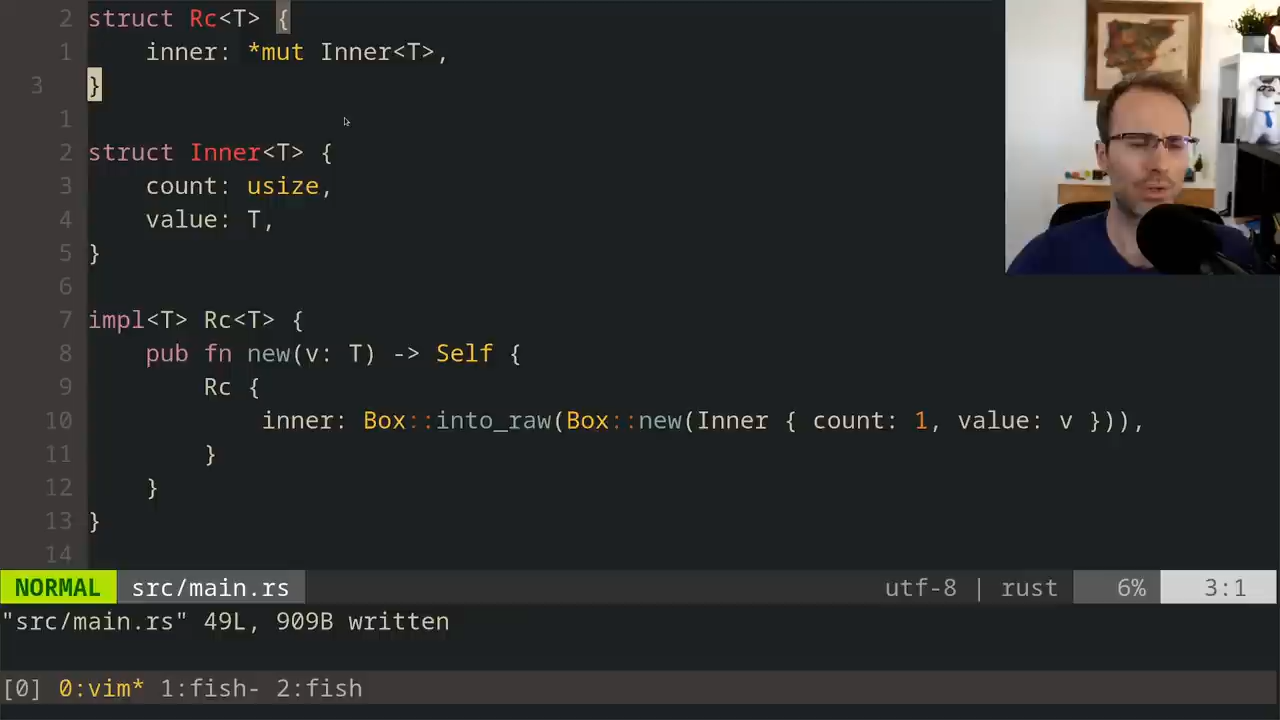 2 struct Rc<T> {
1     inner: *mut Inner<T>,
3 }
1
2 struct Inner<T> {
3     count: usize,
4     value: T,
5 }
6
7 impl<T> Rc<T> {
8     pub fn new(v: T) -> Self {
9         Rc {
10             inner: Box::into_raw(Box::new(Inner { count: 1, value: v })),
11         }
12     }
13 }
14
NORMAL src/main.rs utf-8 | rust 6% 3:1
"src/main.rs" 49L, 909B written
[0] 0:vim* 1:fish- 2:fish